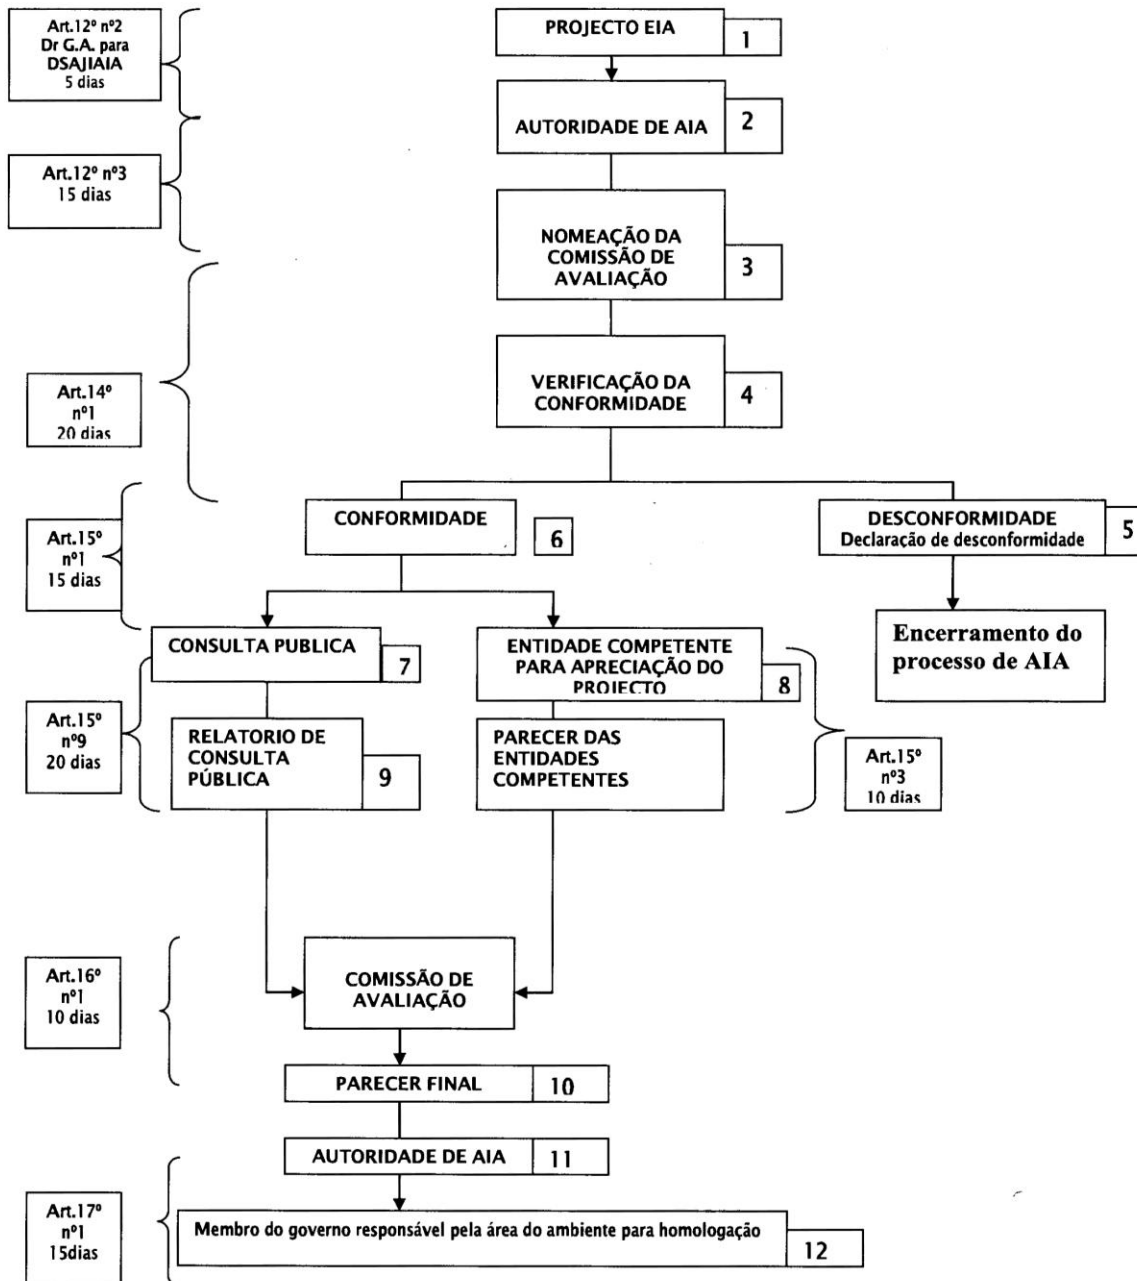 Art.12º nº2
Dr G.A. para
DSAJIAIA
5 dias
PROJECTO EIA
1
AUTORIDADE DE AIA
2
Art.12º nº3
15 dias
NOMEAÇÃO DA
COMISSÃO DE
AVALIAÇÃO
3
VERIFICAÇÃO DA
CONFORMIDADE
4
Art.14º
nº1
20 dias
CONFORMIDADE
6
DESCONFORMIDADE
Declaração de desconformidade
5
Art.15º
nº1
15 dias
Encerramento do
processo de AIA
CONSULTA PUBLICA
7
ENTIDADE COMPETENTE
PARA APRECIAÇÃO DO
PROJECTO
8
Art.15º
nº9
20 dias
RELATORIO DE
CONSULTA
PÚBLICA
9
PARECER DAS
ENTIDADES
COMPETENTES
Art.15º
nº3
10 dias
Art.16º
nº1
10 dias
COMISSÃO DE
AVALIAÇÃO
PARECER FINAL
10
AUTORIDADE DE AIA
11
Art.17º
nº1
15dias
Membro do governo responsável pela área do ambiente para homologação
12